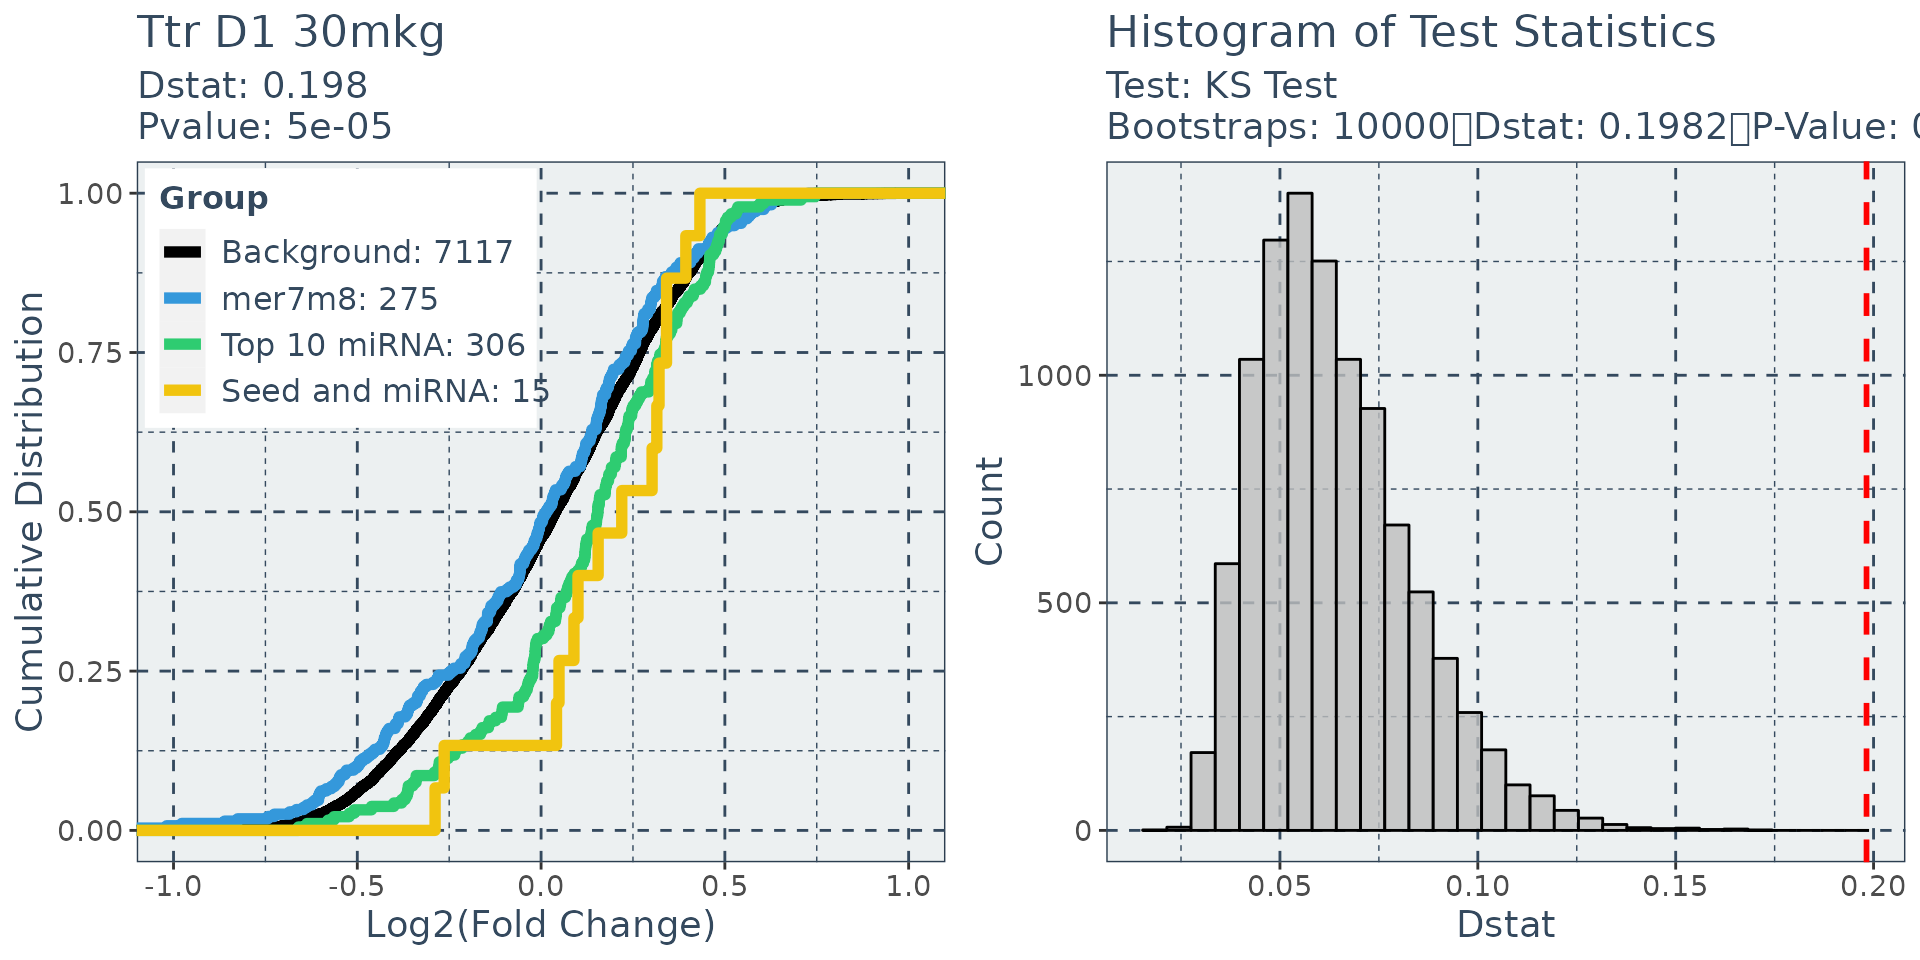 Ttr D1 30mkg
Dstat: 0.198
Pvalue: 5e-05
Group
Background: 7117
mer7m8: 275
Top 10 miRNA: 306
Seed and miRNA: 15
Cumulative Distribution
1.00
0.75
0.50
0.25
0.00
-1.0
-0.5
0.0
0.5
1.0
Log2(Fold Change)
Histogram of Test Statistics
Test: KS Test
Bootstraps: 10000▯Dstat: 0.1982▯P-Value:
Count
1000
500
0
0.05
0.10
0.15
0.20
Dstat